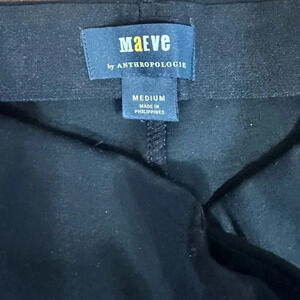 MaEVe
by ANTHROPOLOGIE
MEDIUM
MADE IN
PHILIPPINES